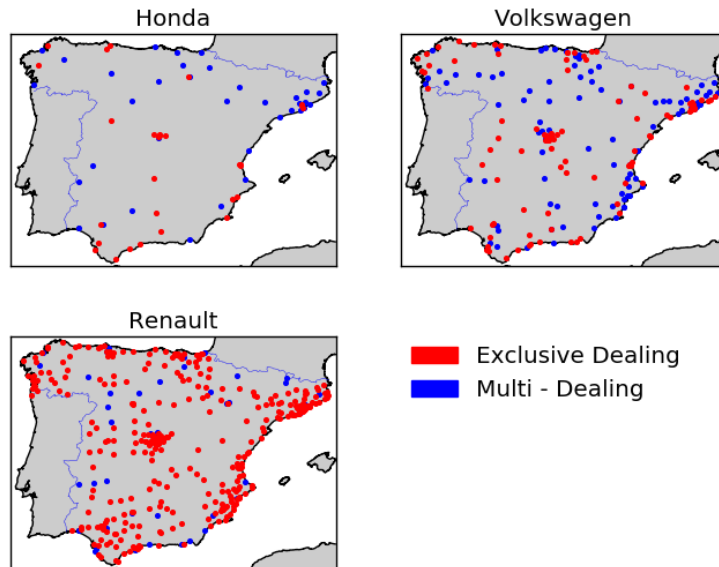 Honda
Volkswagen
Renault
Exclusive Dealing
Multi - Dealing